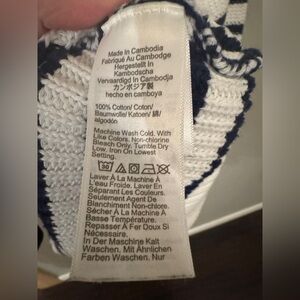 Made In Cambodia
Fabriqué Au Cambodge
Hergestellt In
Kambodscha
Vervaardigd In Cambodja
カンボジア製
hecho en camboya
100% Cotton/ Coton/
Baumwolle/ Katoen/ 綿/
algodón
Machine Wash Cold, With
Like Colors. Non-chlorine
Bleach Only. Tumble Dry
Low, Iron On Lowest
Setting.
30
Laver À La Machine À
L'eau Froide. Laver En
Séparant Les Couleurs.
Seulement Agent De
Blanchiment Non-chlore.
Sécher À La Machine À
Basse Température.
Repasser À Fer Doux Si
Nécessaire.
In Der Maschine Kalt
Waschen. Mit Ähnlichen
Farben Waschen. Nur